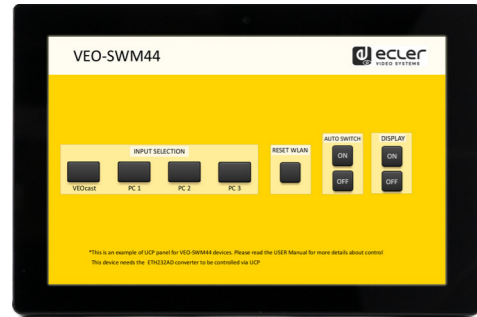 VEO-SWM44
ecler
VIDEO SYSTEMS
INPUT SELECTION
RESET WLAN
AUTO SWITCH
DISPLAY
VEOcast
PC 1
PC 2
PC 3
ON
OFF
ON
OFF
*This is an example of UCP panel for VEO-SWM44 devices. Please read the USER Manual for more details about control
This device needs the ETH232AD converter to be controlled via UCP